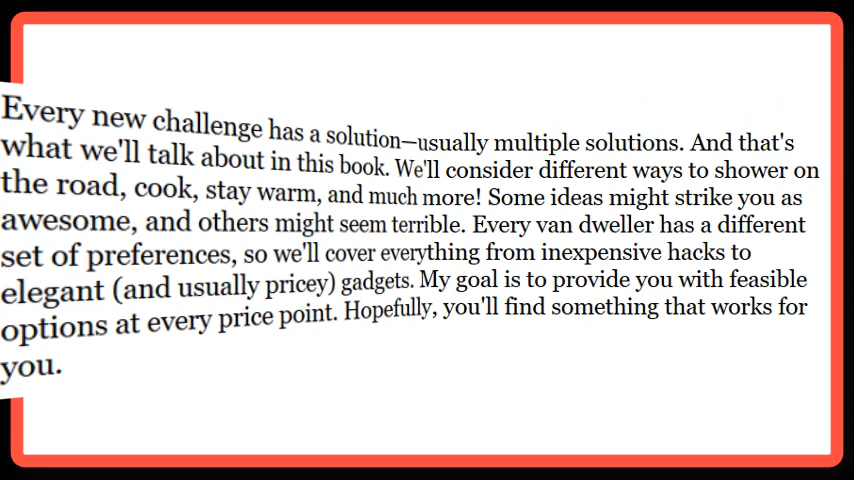 Every new challenge has a solution—usually multiple solutions. And that's
what we'll talk about in this book. We'll consider different ways to shower on
the road, cook, stay warm, and much more! Some ideas might strike you as
awesome, and others might seem terrible. Every van dweller has a different
set of preferences, so we'll cover everything from inexpensive hacks to
elegant (and usually pricey) gadgets. My goal is to provide you with feasible
options at every price point. Hopefully, you'll find something that works for
you.